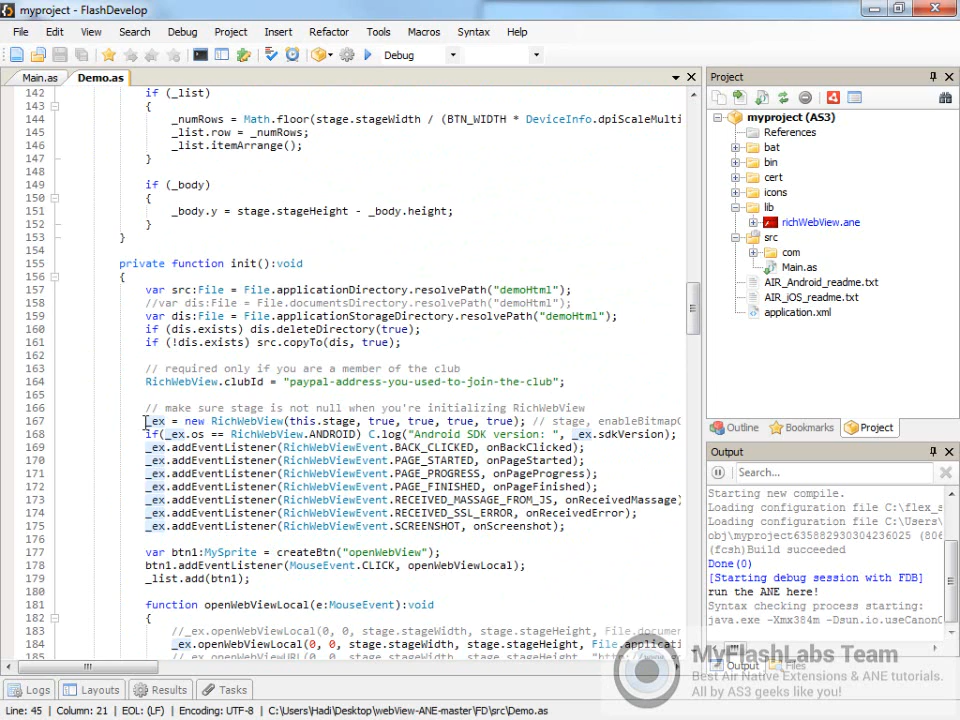 myproject - FlashDevelop
File Edit View Search Debug Project Insert Refactor Tools Macros Syntax Help
Debug
Main.as Demo.as
142 if (_list)
143 {
144 _numRows = Math.floor(stage.stageWidth / (BTN_WIDTH * DeviceInfo.dpiScaleMulti
145 _list.row = _numRows;
146 _list.itemArrange();
147 }
148
149 if (_body)
150 {
151 _body.y = stage.stageHeight - _body.height;
152 }
153 }
154
155 private function init():void
156 {
157 var src:File = File.applicationDirectory.resolvePath("demoHtml");
158 //var dis:File = File.documentsDirectory.resolvePath("demoHtml");
159 var dis:File = File.applicationStorageDirectory.resolvePath("demoHtml");
160 if (dis.exists) dis.deleteDirectory(true);
161 if (!dis.exists) src.copyTo(dis, true);
162
163 // required only if you are a member of the club
164 RichWebView.clubId = "paypal-address-you-used-to-join-the-club";
165
166 // make sure stage is not null when you're initializing RichWebView
167 _ex = new RichWebView(this.stage, true, true, true, true); // stage, enableBitmapC
168 if(_ex.os == RichWebView.ANDROID) C.log("Android SDK version: ", _ex.sdkVersion);
169 _ex.addEventListener(RichWebViewEvent.BACK_CLICKED, onBackClicked);
170 _ex.addEventListener(RichWebViewEvent.PAGE_STARTED, onPageStarted);
171 _ex.addEventListener(RichWebViewEvent.PAGE_PROGRESS, onPageProgress);
172 _ex.addEventListener(RichWebViewEvent.PAGE_FINISHED, onPageFinished);
173 _ex.addEventListener(RichWebViewEvent.RECEIVED_MASSAGE_FROM_JS, onReceivedMassage)
174 _ex.addEventListener(RichWebViewEvent.RECEIVED_SSL_ERROR, onReceivedError);
175 _ex.addEventListener(RichWebViewEvent.SCREENSHOT, onScreenshot);
176
177 var btn1:MySprite = createBtn("openWebView");
178 btn1.addEventListener(MouseEvent.CLICK, openWebViewLocal);
179 _list.add(btn1);
180
181 function openWebViewLocal(e:MouseEvent):void
182 {
183 //_ex.openWebViewLocal(0, 0, stage.stageWidth, stage.stageHeight, File.docume
184 _ex.openWebViewLocal(0, 0, stage.stageWidth, stage.stageHeight, File.applicati
185
Project
myproject (AS3)
References
bat
bin
cert
icons
lib
richWebView.ane
src
com
Main.as
AIR_Android_readme.txt
AIR_iOS_readme.txt
application.xml
Outline Bookmarks Project
Output
Search...
Starting new compile.
Loading configuration file C:\flex_s
Loading configuration file C:\Users\
obj\myproject635882930304236025 (806
(fcsh)Build succeeded
Done(0)
[Starting debug session with FDB]
run the ANE here!
Syntax checking process starting:
java.exe -Xmx384m -Dsun.io.useCanonC
Output Files
MyFlashLabs Team
Best Air Native Extensions & ANE tutorials.
All by AS3 geeks like you!
Logs Layouts Results Tasks
Line: 45 | Column: 21 | EOL: (LF) | Encoding: UTF-8 | C:\Users\Hadi\Desktop\webView-ANE-master\FD\src\Demo.as